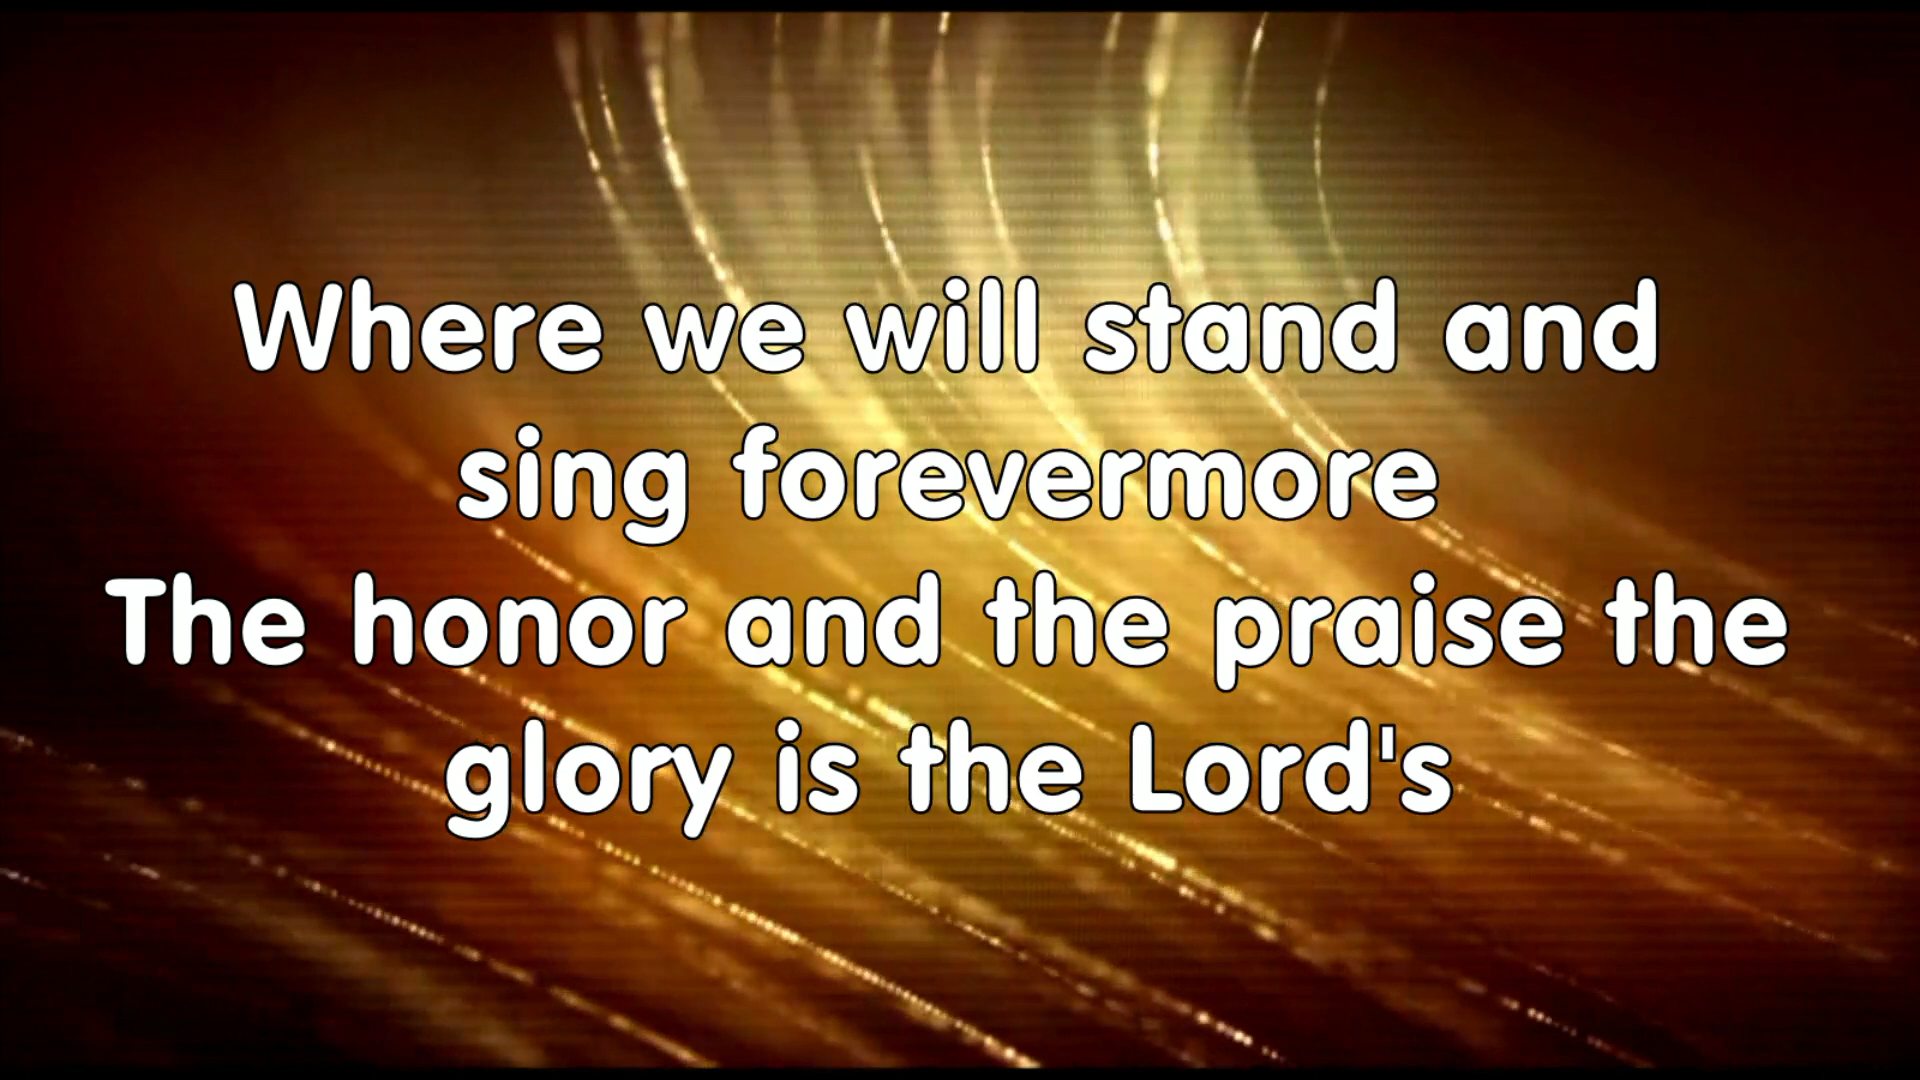 Where we will stand and
sing forevermore
The honor and the praise the
glory is the Lord's